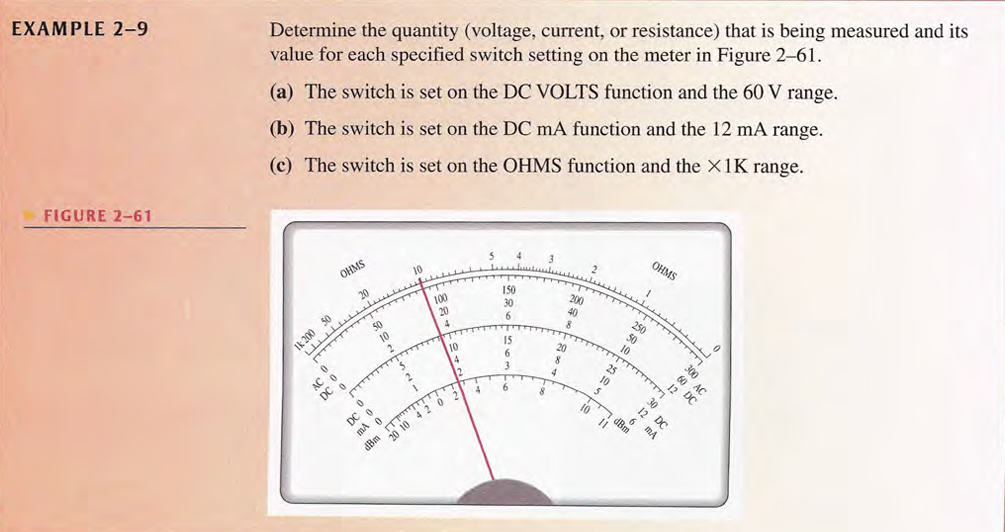 EXAMPLE 2–9
Determine the quantity (voltage, current, or resistance) that is being measured and its
value for each specified switch setting on the meter in Figure 2–61.
(a) The switch is set on the DC VOLTS function and the 60 V range.
(b) The switch is set on the DC mA function and the 12 mA range.
(c) The switch is set on the OHMS function and the ×1K range.
FIGURE 2–61
OHMS OHMS
1k 200 50 20 10 5 4 3 2 1 0
AC 0 50 100 150 200 250 300 AC
DC 0 10 20 30 40 50 60 DC
0 2 4 6 8 10 12
DC 0 5 10 15 20 25 30 DC
mA 0 2 4 6 8 10 12 mA
0 1 2 3 4 5 6
dBm 20 10 4 2 0 2 4 6 8 10 11 dBm